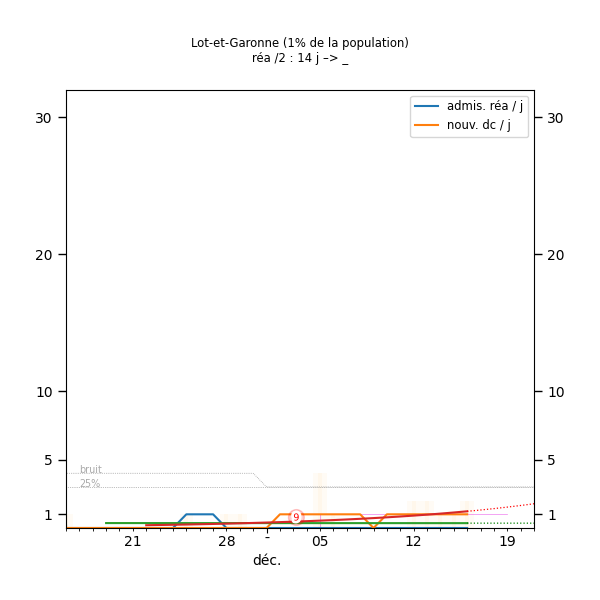 Lot-et-Garonne (1% de la population)
réa /2 : 14 j –> _
admis. réa / j
nouv. dc / j
30 30
20 20
10 10
5 5
bruit
25%
9
1 1
21 28 - 05 12 19
déc.